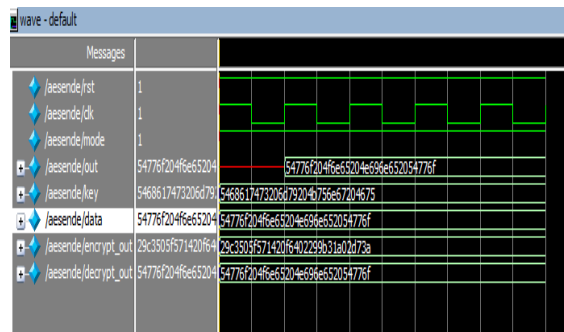 wave - default
Messages
/aesende/rst 1
/aesende/clk 1
/aesende/mode 1
/aesende/out 54776f204f6e65204 54776f204f6e65204e696e652054776f
/aesende/key 5468617473206d792 5468617473206d79204b756e67204675
/aesende/data 54776f204f6e65204 54776f204f6e65204e696e652054776f
/aesende/encrypt_out 29c3505f571420f64 29c3505f571420f6402299b31a02d73a
/aesende/decrypt_out 54776f204f6e65204 54776f204f6e65204e696e652054776f